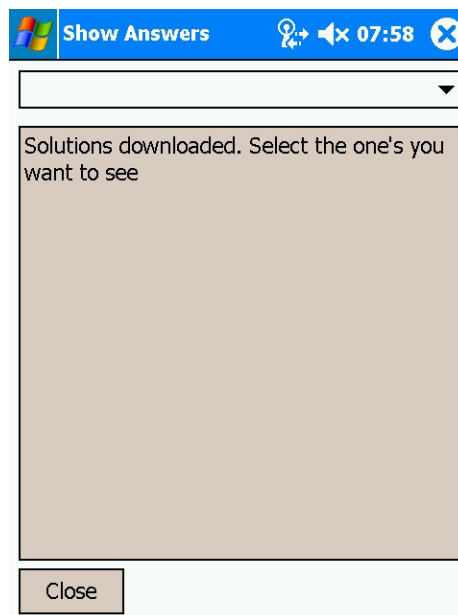 Show Answers 07:58
Solutions downloaded. Select the one's you
want to see
Close